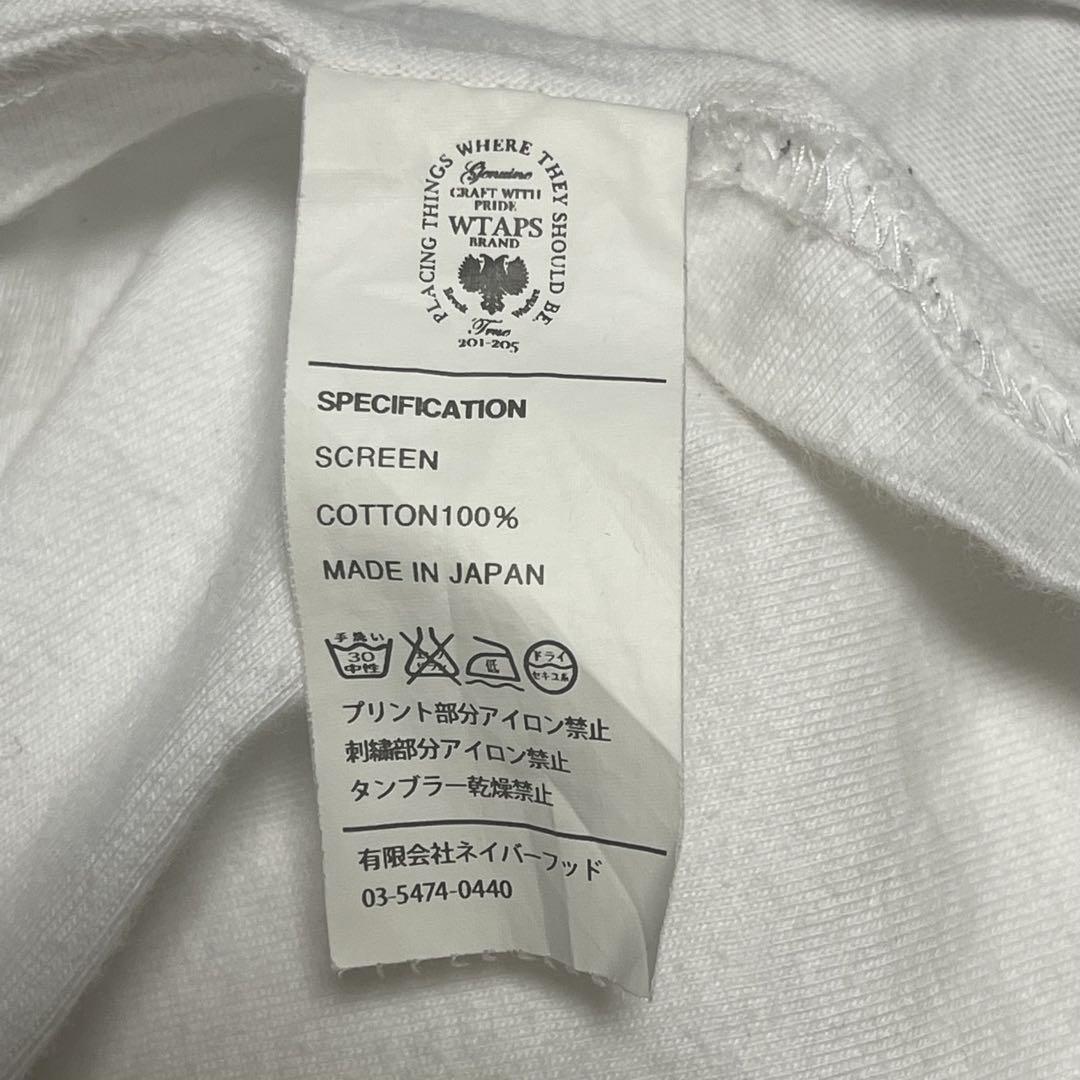 PLACING THINGS WHERE THEY SHOULD BE
Genuine
CRAFT WITH
PRIDE
WTAPS
BRAND
True
201-205
SPECIFICATION
SCREEN
COTTON100%
MADE IN JAPAN
手洗い
30
中性
低
ドライ
セキユ系
プリント部分アイロン禁止
刺繍部分アイロン禁止
タンブラー乾燥禁止
有限会社ネイバーフッド
03-5474-0440